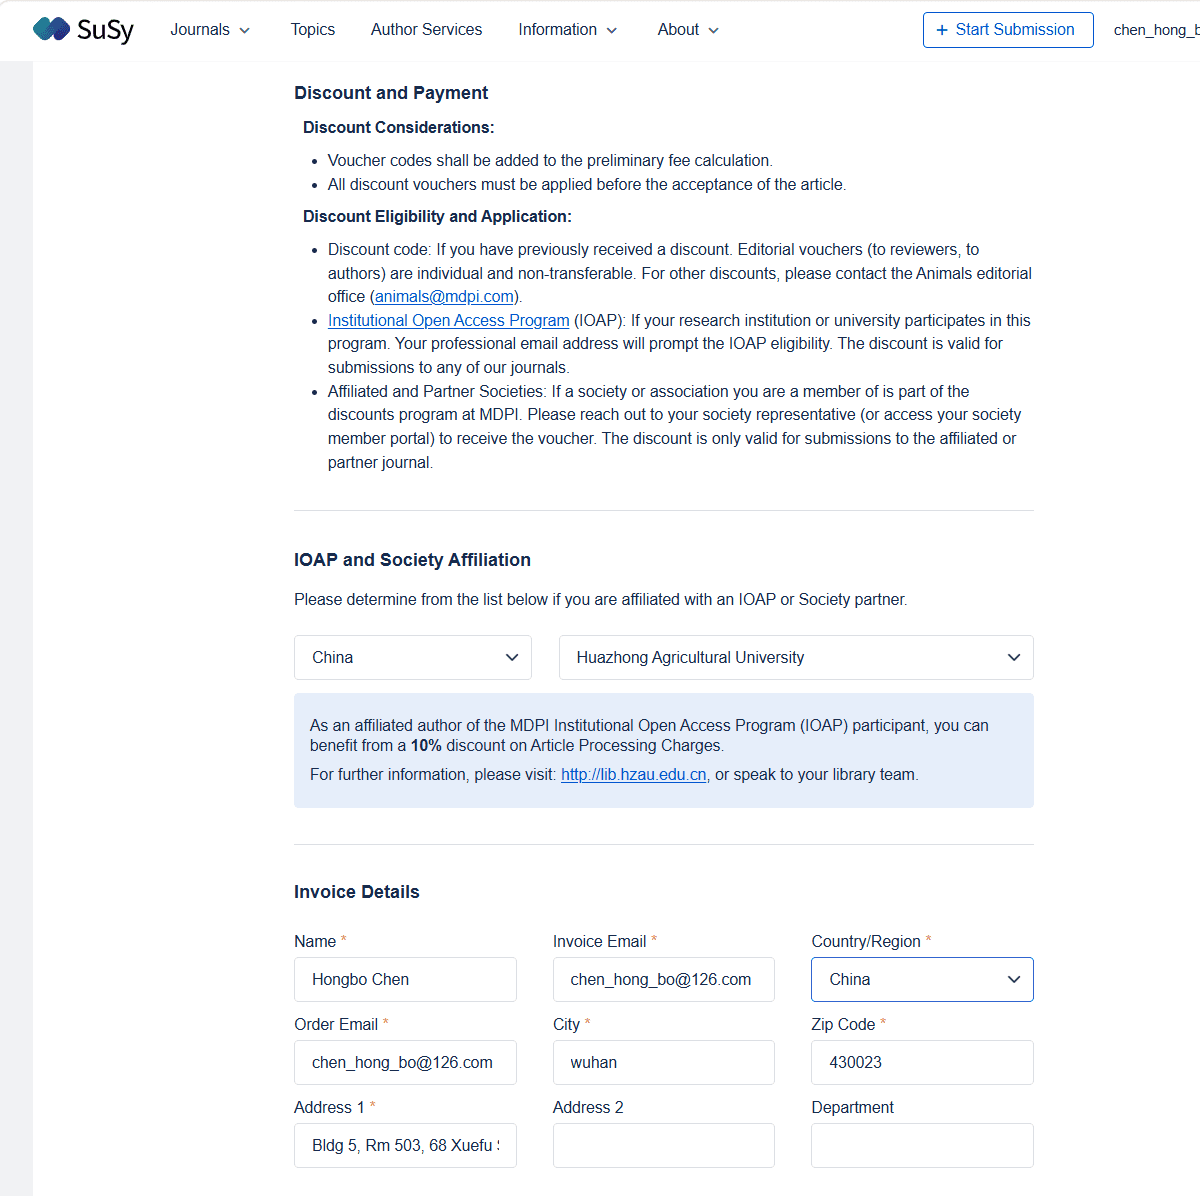 SuSy Journals Topics Author Services Information About + Start Submission chen_hong_b
Discount and Payment
Discount Considerations:
• Voucher codes shall be added to the preliminary fee calculation.
• All discount vouchers must be applied before the acceptance of the article.
Discount Eligibility and Application:
• Discount code: If you have previously received a discount. Editorial vouchers (to reviewers, to
authors) are individual and non-transferable. For other discounts, please contact the Animals editorial
office (animals@mdpi.com).
• Institutional Open Access Program (IOAP): If your research institution or university participates in this
program. Your professional email address will prompt the IOAP eligibility. The discount is valid for
submissions to any of our journals.
• Affiliated and Partner Societies: If a society or association you are a member of is part of the
discounts program at MDPI. Please reach out to your society representative (or access your society
member portal) to receive the voucher. The discount is only valid for submissions to the affiliated or
partner journal.
IOAP and Society Affiliation
Please determine from the list below if you are affiliated with an IOAP or Society partner.
China Huazhong Agricultural University
As an affiliated author of the MDPI Institutional Open Access Program (IOAP) participant, you can
benefit from a 10% discount on Article Processing Charges.
For further information, please visit: http://lib.hzau.edu.cn, or speak to your library team.
Invoice Details
Name * Invoice Email * Country/Region *
Hongbo Chen chen_hong_bo@126.com China
Order Email * City * Zip Code *
chen_hong_bo@126.com wuhan 430023
Address 1 * Address 2 Department
Bldg 5, Rm 503, 68 Xuefu